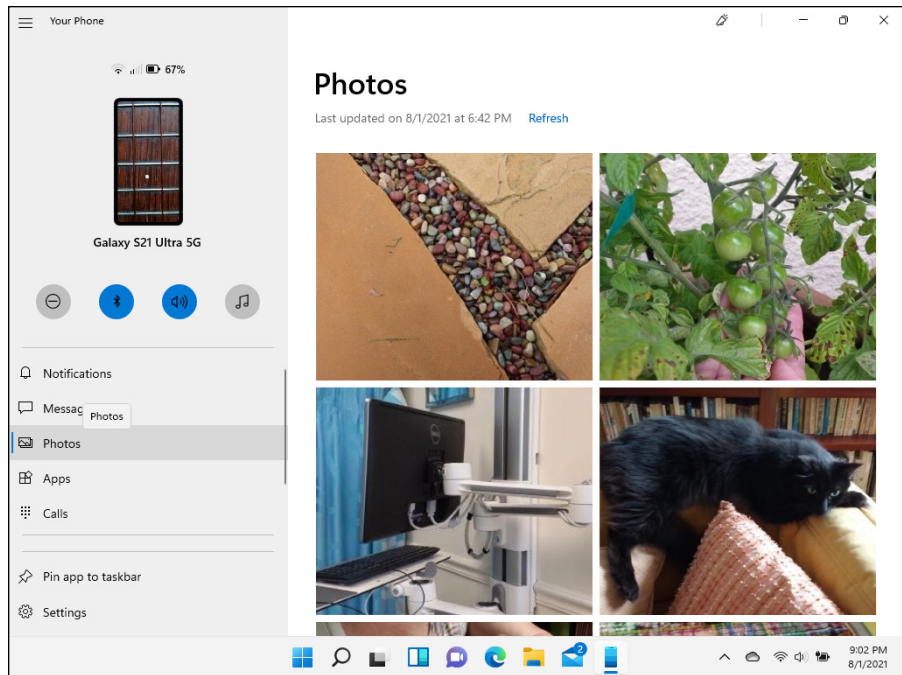 Your Phone
67%
Galaxy S21 Ultra 5G
Notifications
Messag
Photos
Photos
Apps
Calls
Pin app to taskbar
Settings
Photos
Last updated on 8/1/2021 at 6:42 PM Refresh
DELL
2
9:02 PM
8/1/2021